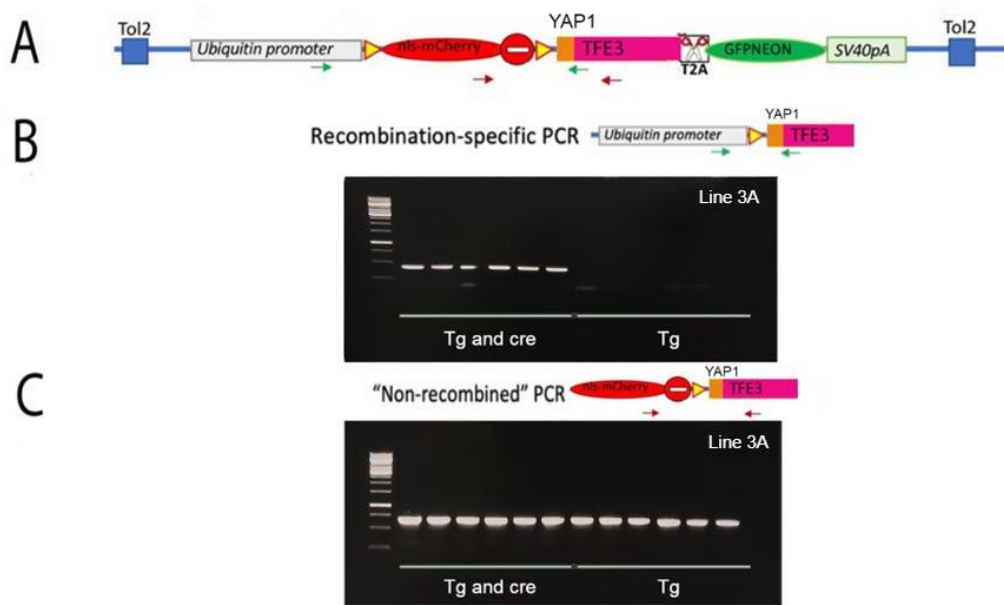 A
Tol2
Ubiquitin promoter
nls-mCherry
YAP1
TFE3
T2A
GFPNEON
SV40pA
Tol2
B
Recombination-specific PCR
Ubiquitin promoter
YAP1
TFE3
Line 3A
Tg and cre
Tg
C
"Non-recombined" PCR
nls-mCherry
YAP1
TFE3
Line 3A
Tg and cre
Tg